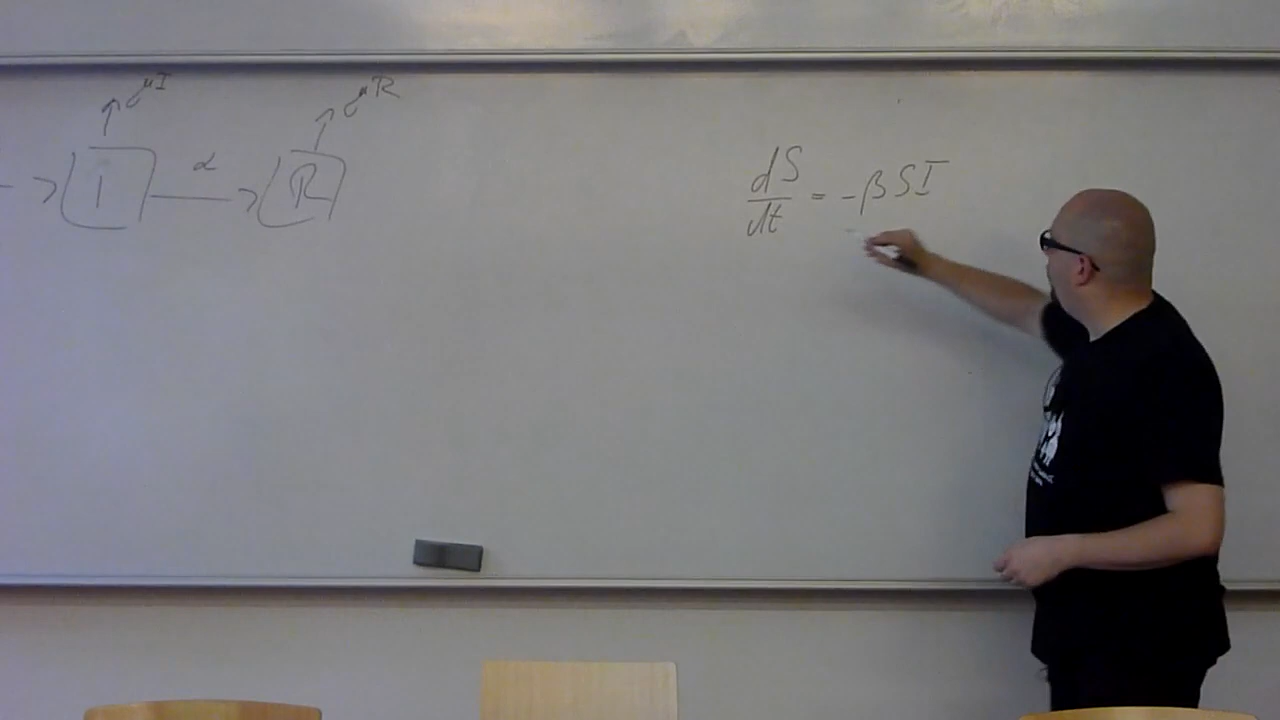 μI
μR
→ I —α→ R
dS/dt = -βSI